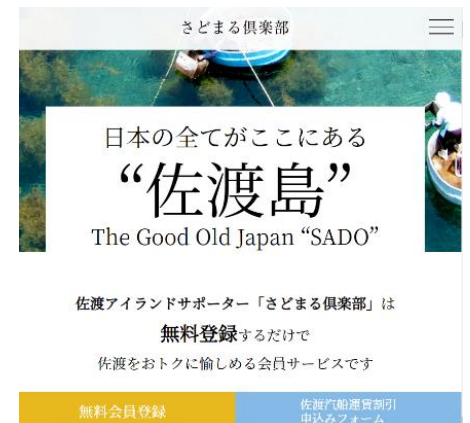 さどまる倶楽部
日本の全てがここにある
“佐渡島”
The Good Old Japan “SADO”
佐渡アイランドサポーター「さどまる倶楽部」は
無料登録するだけで
佐渡をおトクに愉しめる会員サービスです
無料会員登録
佐渡汽船運賃割引
申込みフォーム